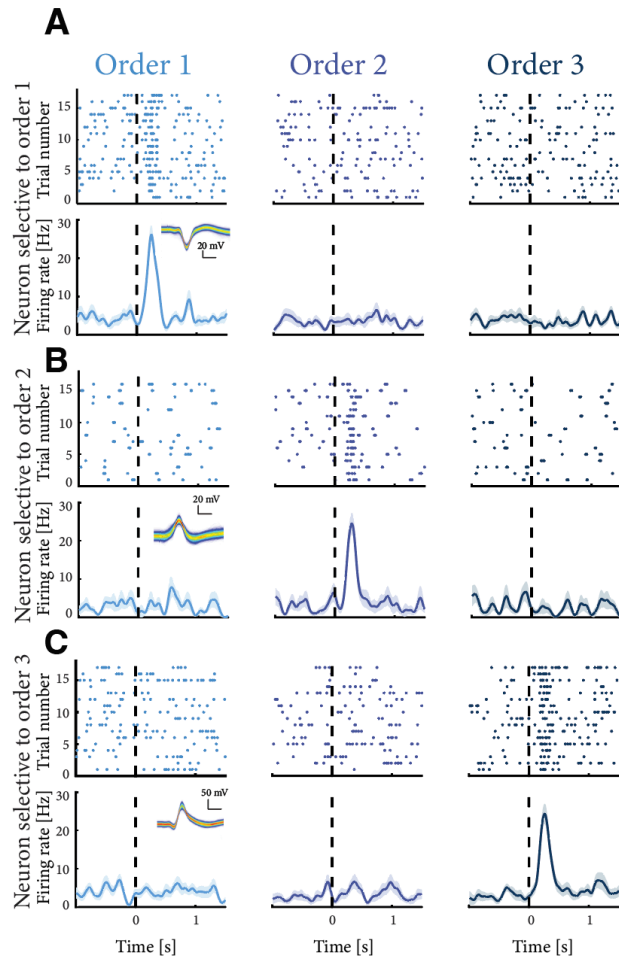 A
Order 1
Order 2
Order 3
Neuron selective to order 1
Trial number
15
10
5
0
Firing rate [Hz]
30
20
10
0
20 mV
B
Neuron selective to order 2
Trial number
15
10
5
0
Firing rate [Hz]
30
20
10
0
20 mV
C
Neuron selective to order 3
Trial number
15
10
5
0
Firing rate [Hz]
30
20
10
0
50 mV
0
1
0
1
0
1
Time [s]
Time [s]
Time [s]